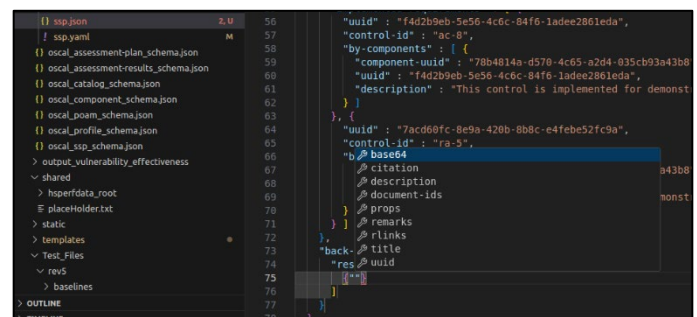 {} ssp.json 2, U
! ssp.yaml M
{} oscal_assessment-plan_schema.json
{} oscal_assessment-results_schema.json
{} oscal_catalog_schema.json
{} oscal_component_schema.json
{} oscal_poam_schema.json
{} oscal_profile_schema.json
{} oscal_ssp_schema.json
> output_vulnerability_effectiveness
shared
> hsperfdata_root
placeHolder.txt
> static
> templates
Test_Files
rev5
> baselines
> OUTLINE
56 "uuid" : "f4d2b9eb-5e56-4c6c-84f6-1adee2861eda",
57 "control-id" : "ac-8",
58 "by-components" : [ {
59 "component-uuid" : "78b4814a-d570-4c65-a2d4-035cb93a43b8
60 "uuid" : "f4d2b9eb-5e56-4c6c-84f6-1adee2861eda",
61 "description" : "This control is implemented for demonst
62 } ]
63 }, {
64 "uuid" : "7acd60fc-8e9a-420b-8b8c-e4febe52fc9a",
65 "control-id" : "ra-5",
66 "b
67 a43b8
68
69 monst
70 }
71 } ]
72 },
73 "back-
74 "res
75 {""}
76 ]
77 }
base64
citation
description
document-ids
props
remarks
rlinks
title
uuid